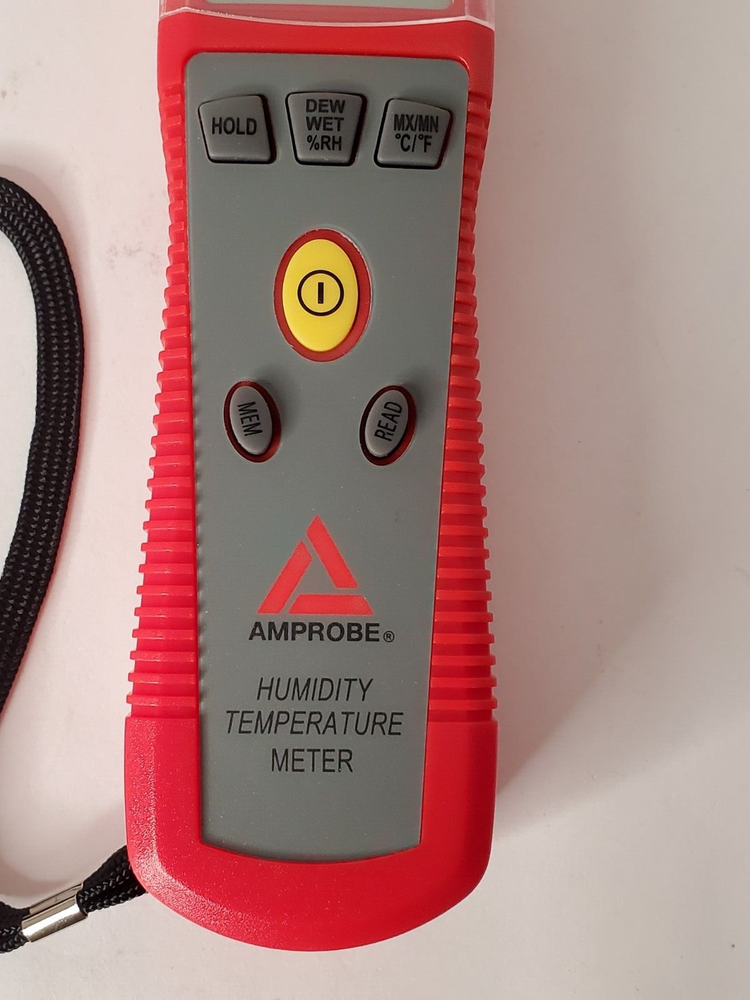 HOLD
DEW
WET
%RH
MX/MN
°C/°F
MEM
READ
AMPROBE®
HUMIDITY
TEMPERATURE
METER